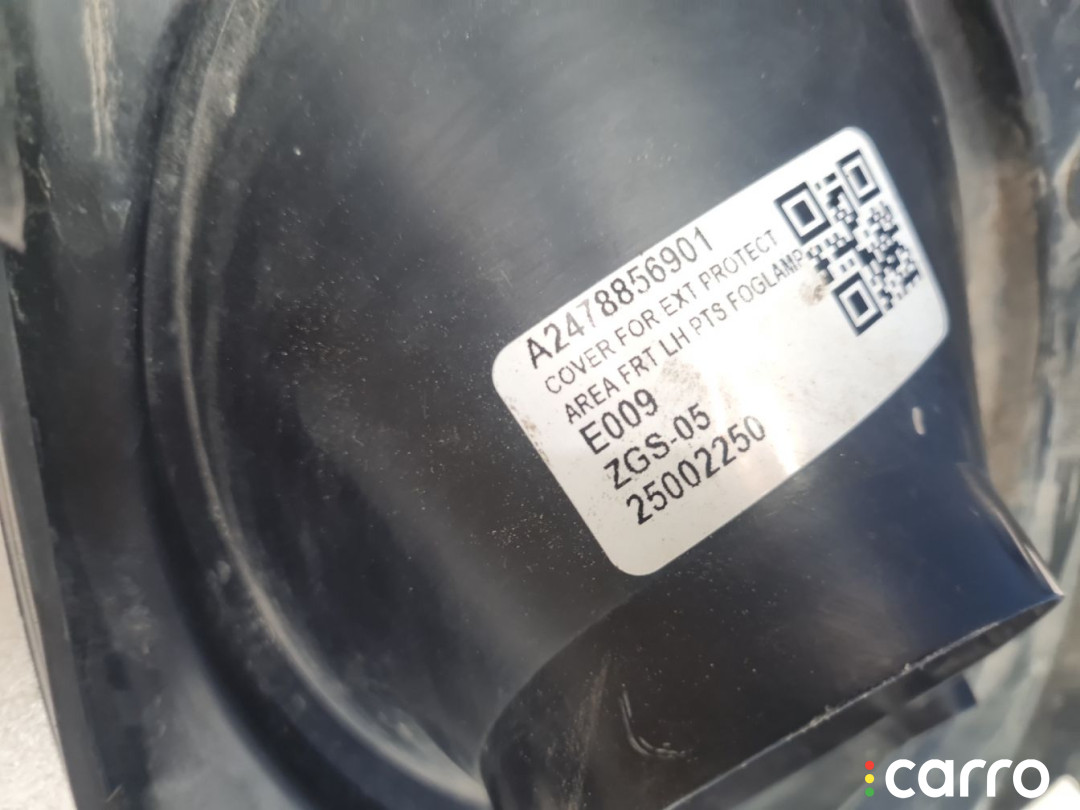 A2478856901
COVER FOR EXT PROTECT
AREA FRT LH PTS FOGLAMP
E009
ZGS-05
25002250
carro